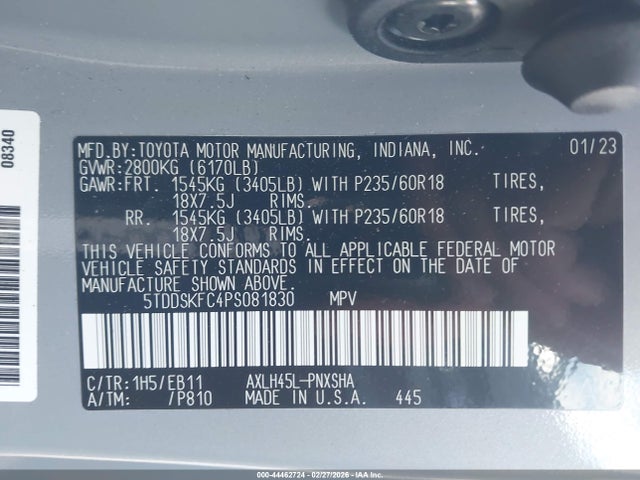 08340
MFD.BY:TOYOTA MOTOR MANUFACTURING, INDIANA, INC. 01/23
GVWR:2800KG (6170LB)
GAWR:FRT. 1545KG (3405LB) WITH P235/60R18 TIRES,
18X7.5J RIMS.
RR. 1545KG (3405LB) WITH P235/60R18 TIRES,
18X7.5J RIMS.
THIS VEHICLE CONFORMS TO ALL APPLICABLE FEDERAL MOTOR
VEHICLE SAFETY STANDARDS IN EFFECT ON THE DATE OF
MANUFACTURE SHOWN ABOVE.
5TDDSKFC4PS081830 MPV
C/TR:1H5/EB11 AXLH45L-PNXSHA
A/TM: /P810 MADE IN U.S.A. 445
000-44462724 - 02/27/2026 - IAAI.COM